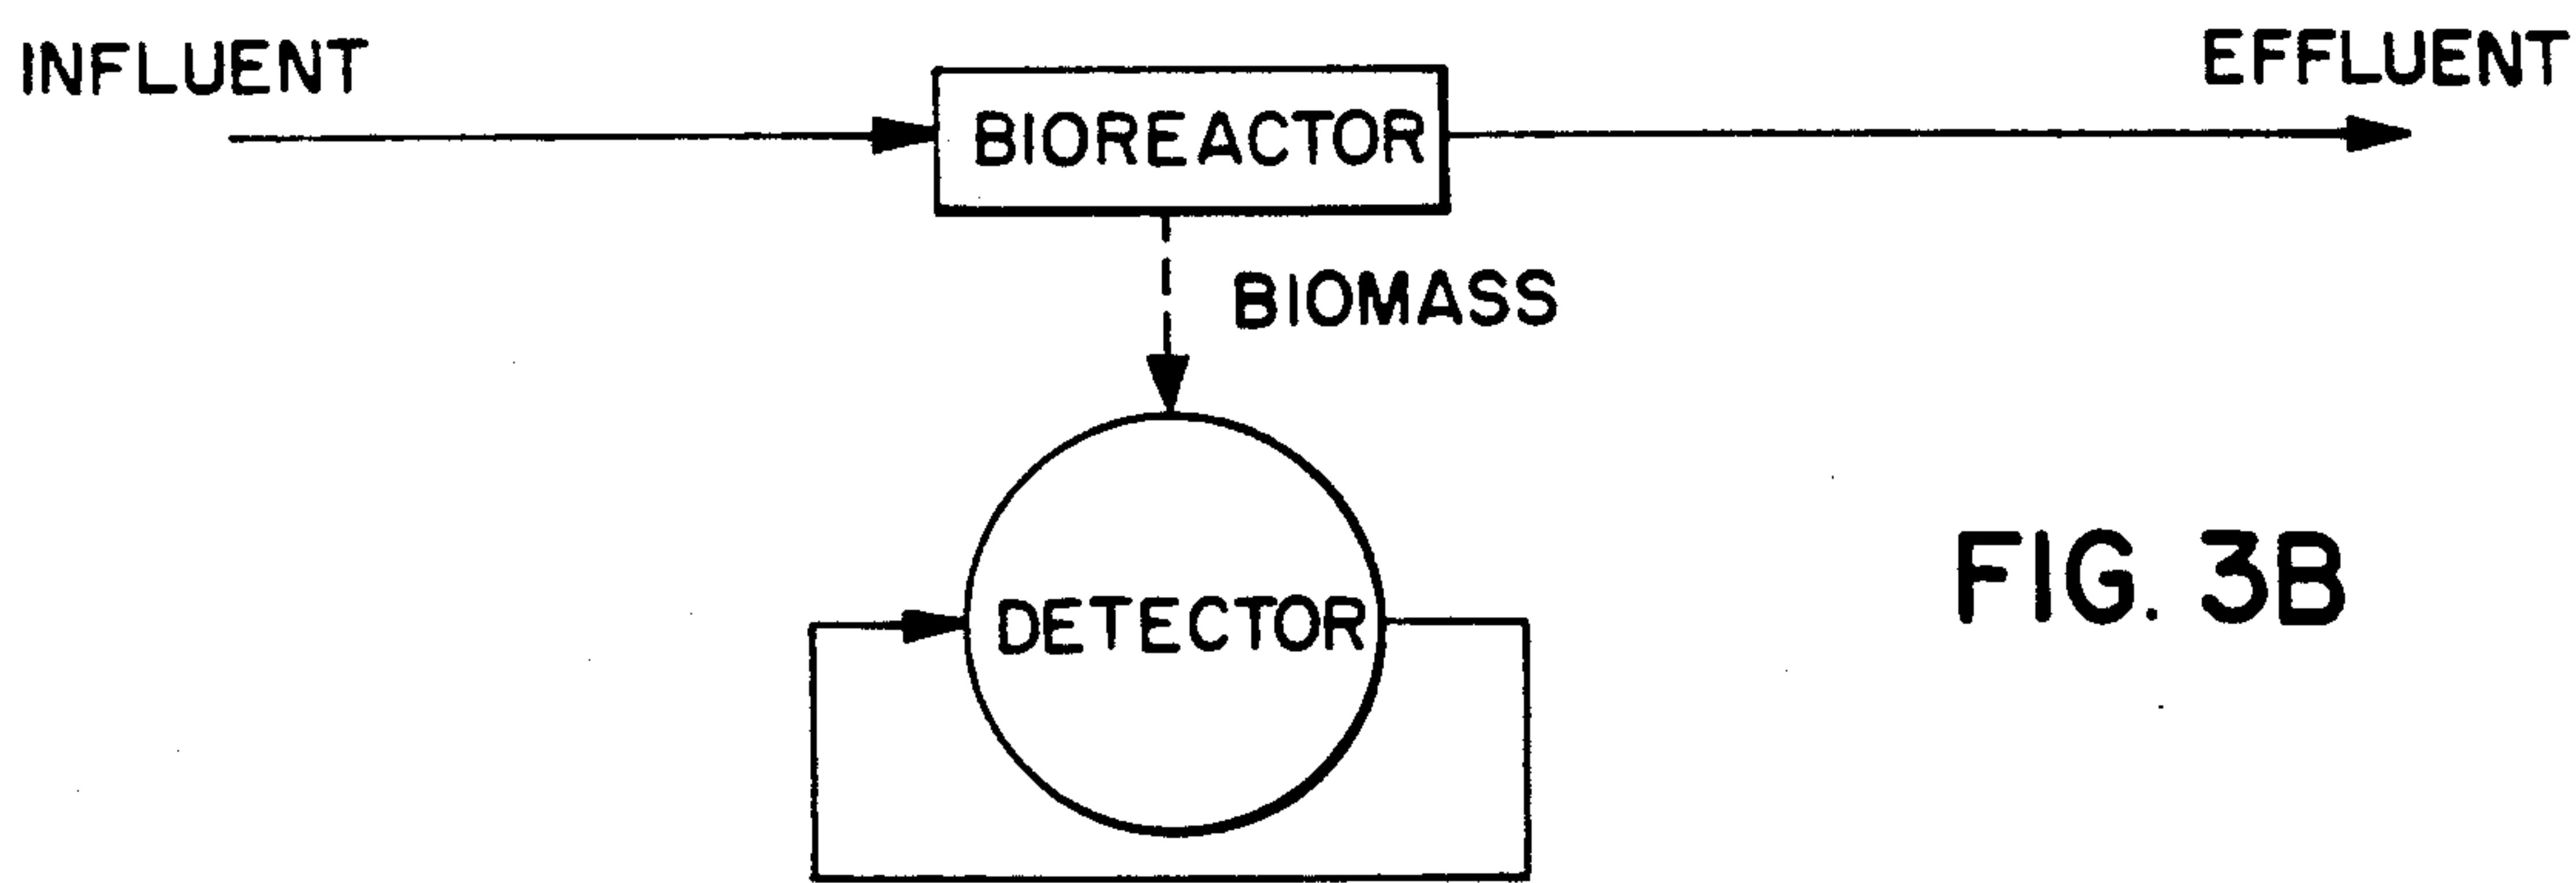 INFLUENT
EFFLUENT
BIOREACTOR
BIOMASS
DETECTOR
FIG. 3B